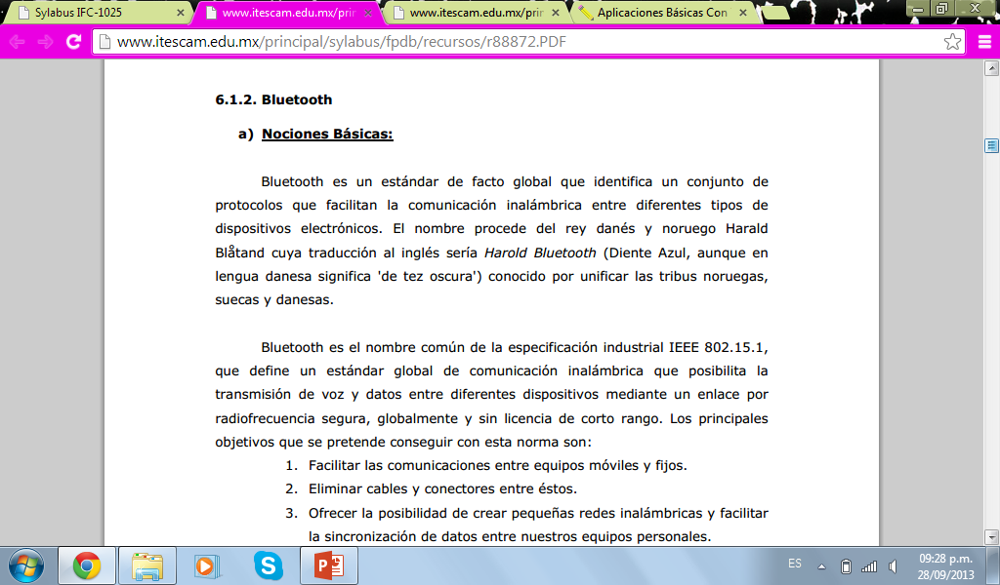 Sylabus IFC-1025
www.itescam.edu.mx/prin
www.itescam.edu.mx/prin
Aplicaciones Básicas Con
www.itescam.edu.mx/principal/sylabus/fpdb/recursos/r88872.PDF
6.1.2. Bluetooth
a) Nociones Básicas:
Bluetooth es un estándar de facto global que identifica un conjunto de
protocolos que facilitan la comunicación inalámbrica entre diferentes tipos de
dispositivos electrónicos. El nombre procede del rey danés y noruego Harald
Blåtand cuya traducción al inglés sería Harold Bluetooth (Diente Azul, aunque en
lengua danesa significa 'de tez oscura') conocido por unificar las tribus noruegas,
suecas y danesas.
Bluetooth es el nombre común de la especificación industrial IEEE 802.15.1,
que define un estándar global de comunicación inalámbrica que posibilita la
transmisión de voz y datos entre diferentes dispositivos mediante un enlace por
radiofrecuencia segura, globalmente y sin licencia de corto rango. Los principales
objetivos que se pretende conseguir con esta norma son:
1. Facilitar las comunicaciones entre equipos móviles y fijos.
2. Eliminar cables y conectores entre éstos.
3. Ofrecer la posibilidad de crear pequeñas redes inalámbricas y facilitar
la sincronización de datos entre nuestros equipos personales.
ES
09:28 p.m.
28/09/2013